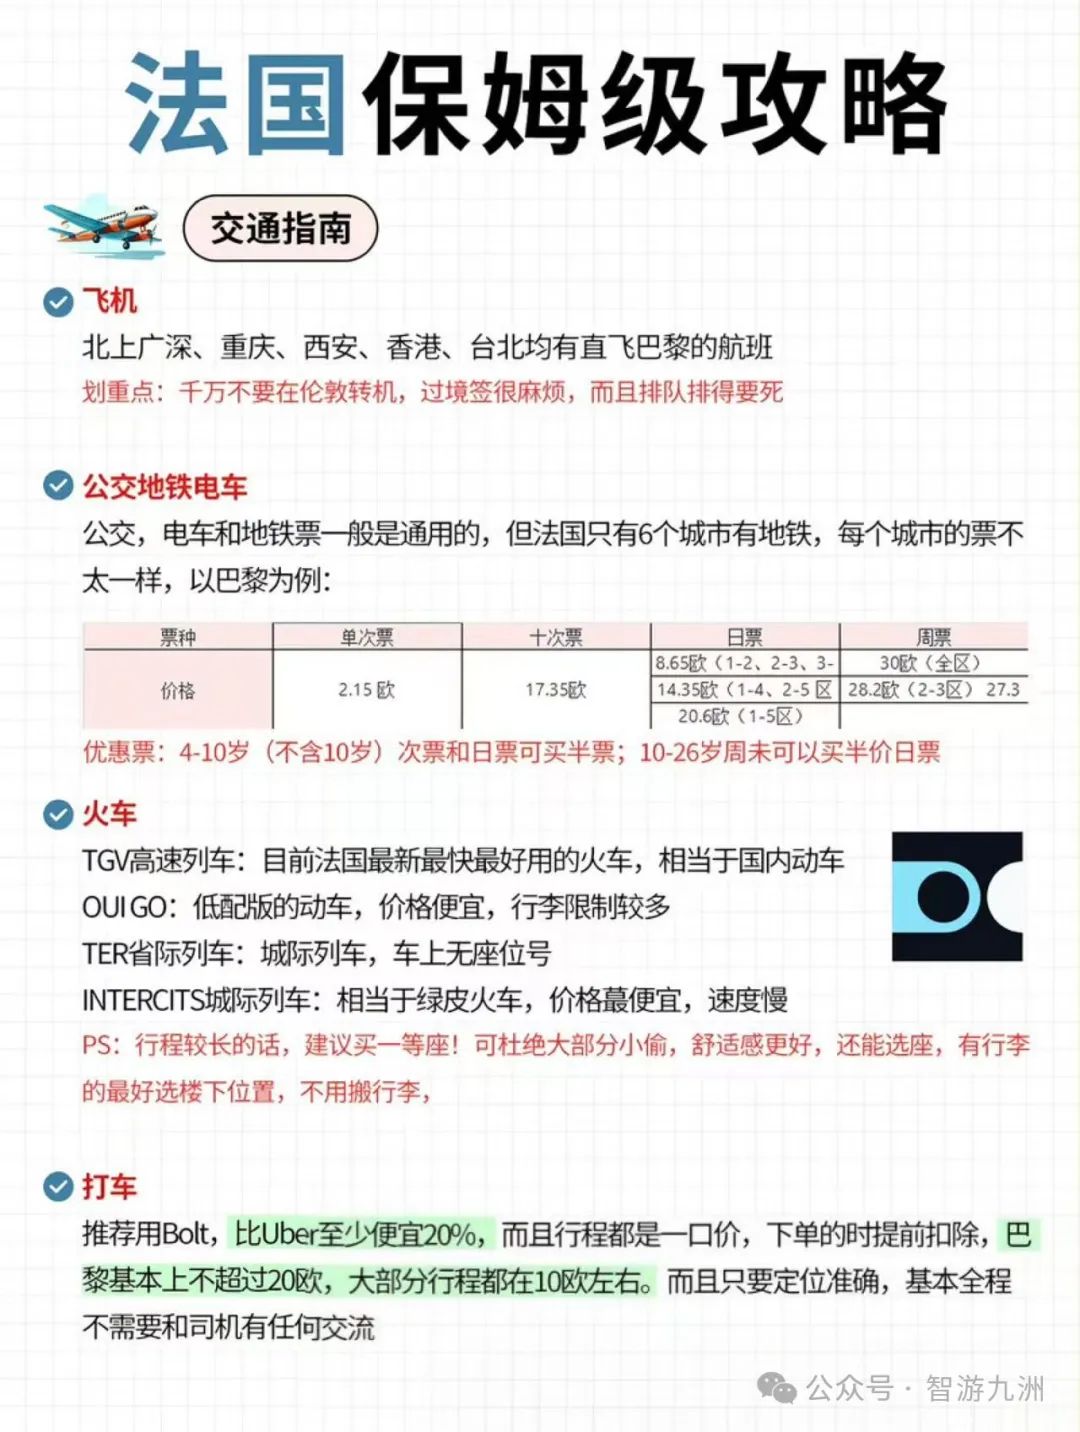 法国保姆级攻略
交通指南
飞机
北上广深、重庆、西安、香港、台北均有直飞巴黎的航班
划重点：千万不要在伦敦转机，过境签很麻烦，而且排队排得要死
公交地铁电车
公交，电车和地铁票一般是通用的，但法国只有6个城市有地铁，每个城市的票不
太一样，以巴黎为例：
票种 单次票 十次票 日票 周票
8.65欧（1-2、2-3、3- 30欧（全区）
价格 2.15 欧 17.35欧 14.35欧（1-4、2-5 区 28.2欧（2-3区） 27.3
20.6欧（1-5区）
优惠票：4-10岁（不含10岁）次票和日票可买半票；10-26岁周未可以买半价日票
火车
TGV高速列车：目前法国最新最快最好用的火车，相当于国内动车
OUI GO：低配版的动车，价格便宜，行李限制较多
TER省际列车：城际列车，车上无座位号
INTERCITS城际列车：相当于绿皮火车，价格蕞便宜，速度慢
PS：行程较长的话，建议买一等座！可杜绝大部分小偷，舒适感更好，还能选座，有行李
的最好选楼下位置，不用搬行李，
打车
推荐用Bolt，比Uber至少便宜20%，而且行程都是一口价，下单的时提前扣除，巴
黎基本上不超过20欧，大部分行程都在10欧左右。而且只要定位准确，基本全程
不需要和司机有任何交流
公众号·智游九洲